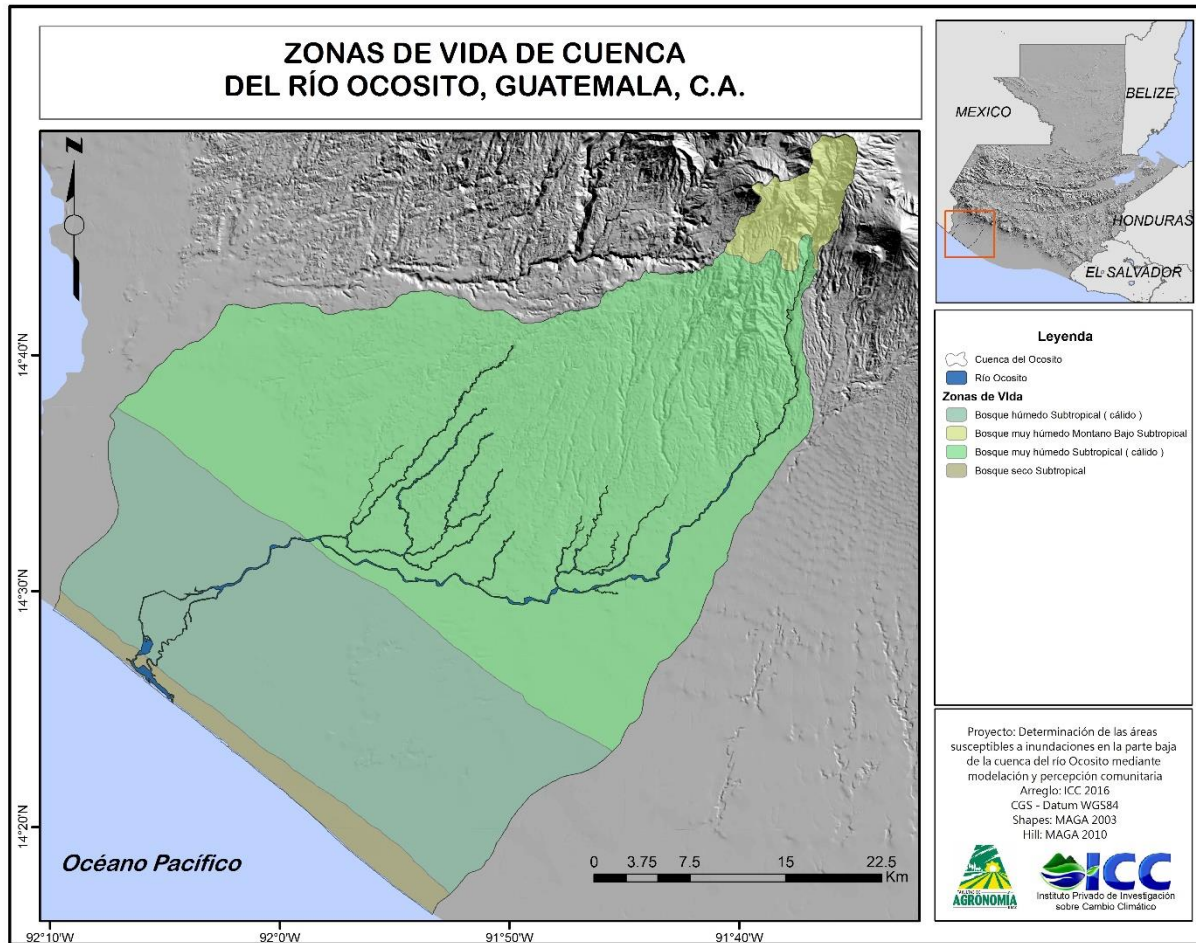 ZONAS DE VIDA DE CUENCA
DEL RÍO OCOSITO, GUATEMALA, C.A.
MEXICO
BELIZE
HONDURAS
EL SALVADOR
Z
14°40'N
14°30'N
14°20'N
92°10'W
92°0'W
91°50'W
91°40'W
Océano Pacífico
0 3.75 7.5 15 22.5
Km
Leyenda
Cuenca del Ocosito
Río Ocosito
Zonas de VIda
Bosque húmedo Subtropical ( cálido )
Bosque muy húmedo Montano Bajo Subtropical
Bosque muy húmedo Subtropical ( cálido )
Bosque seco Subtropical
Proyecto: Determinación de las áreas
susceptibles a inundaciones en la parte baja
de la cuenca del río Ocosito mediante
modelación y percepción comunitaria
Arreglo: ICC 2016
CGS - Datum WGS84
Shapes: MAGA 2003
Hill: MAGA 2010
FACULTAD DE
AGRONOMÍA
ICC
Instituto Privado de Investigación
sobre Cambio Climático